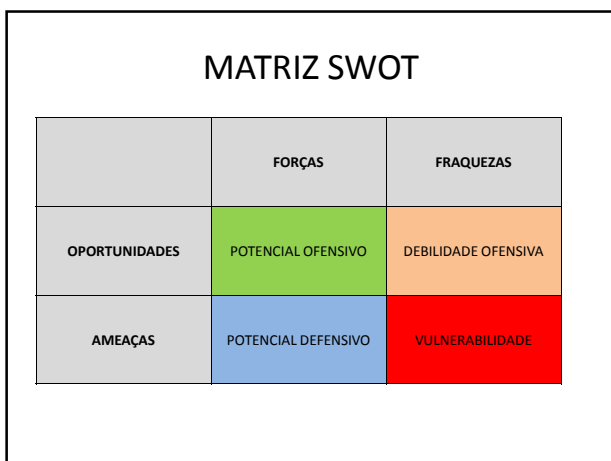 MATRIZ SWOT
FORÇAS
FRAQUEZAS
OPORTUNIDADES
POTENCIAL OFENSIVO
DEBILIDADE OFENSIVA
AMEAÇAS
POTENCIAL DEFENSIVO
VULNERABILIDADE